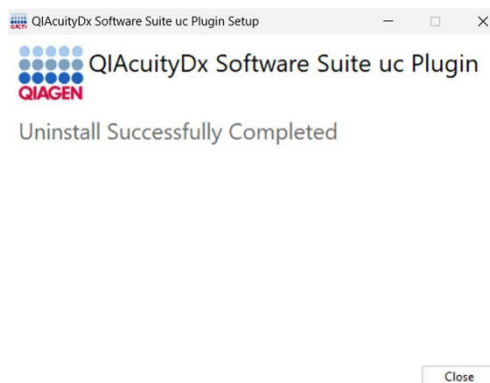 QIAcuityDx Software Suite uc Plugin Setup
QIAGEN
QIAcuityDx Software Suite uc Plugin
Uninstall Successfully Completed
Close